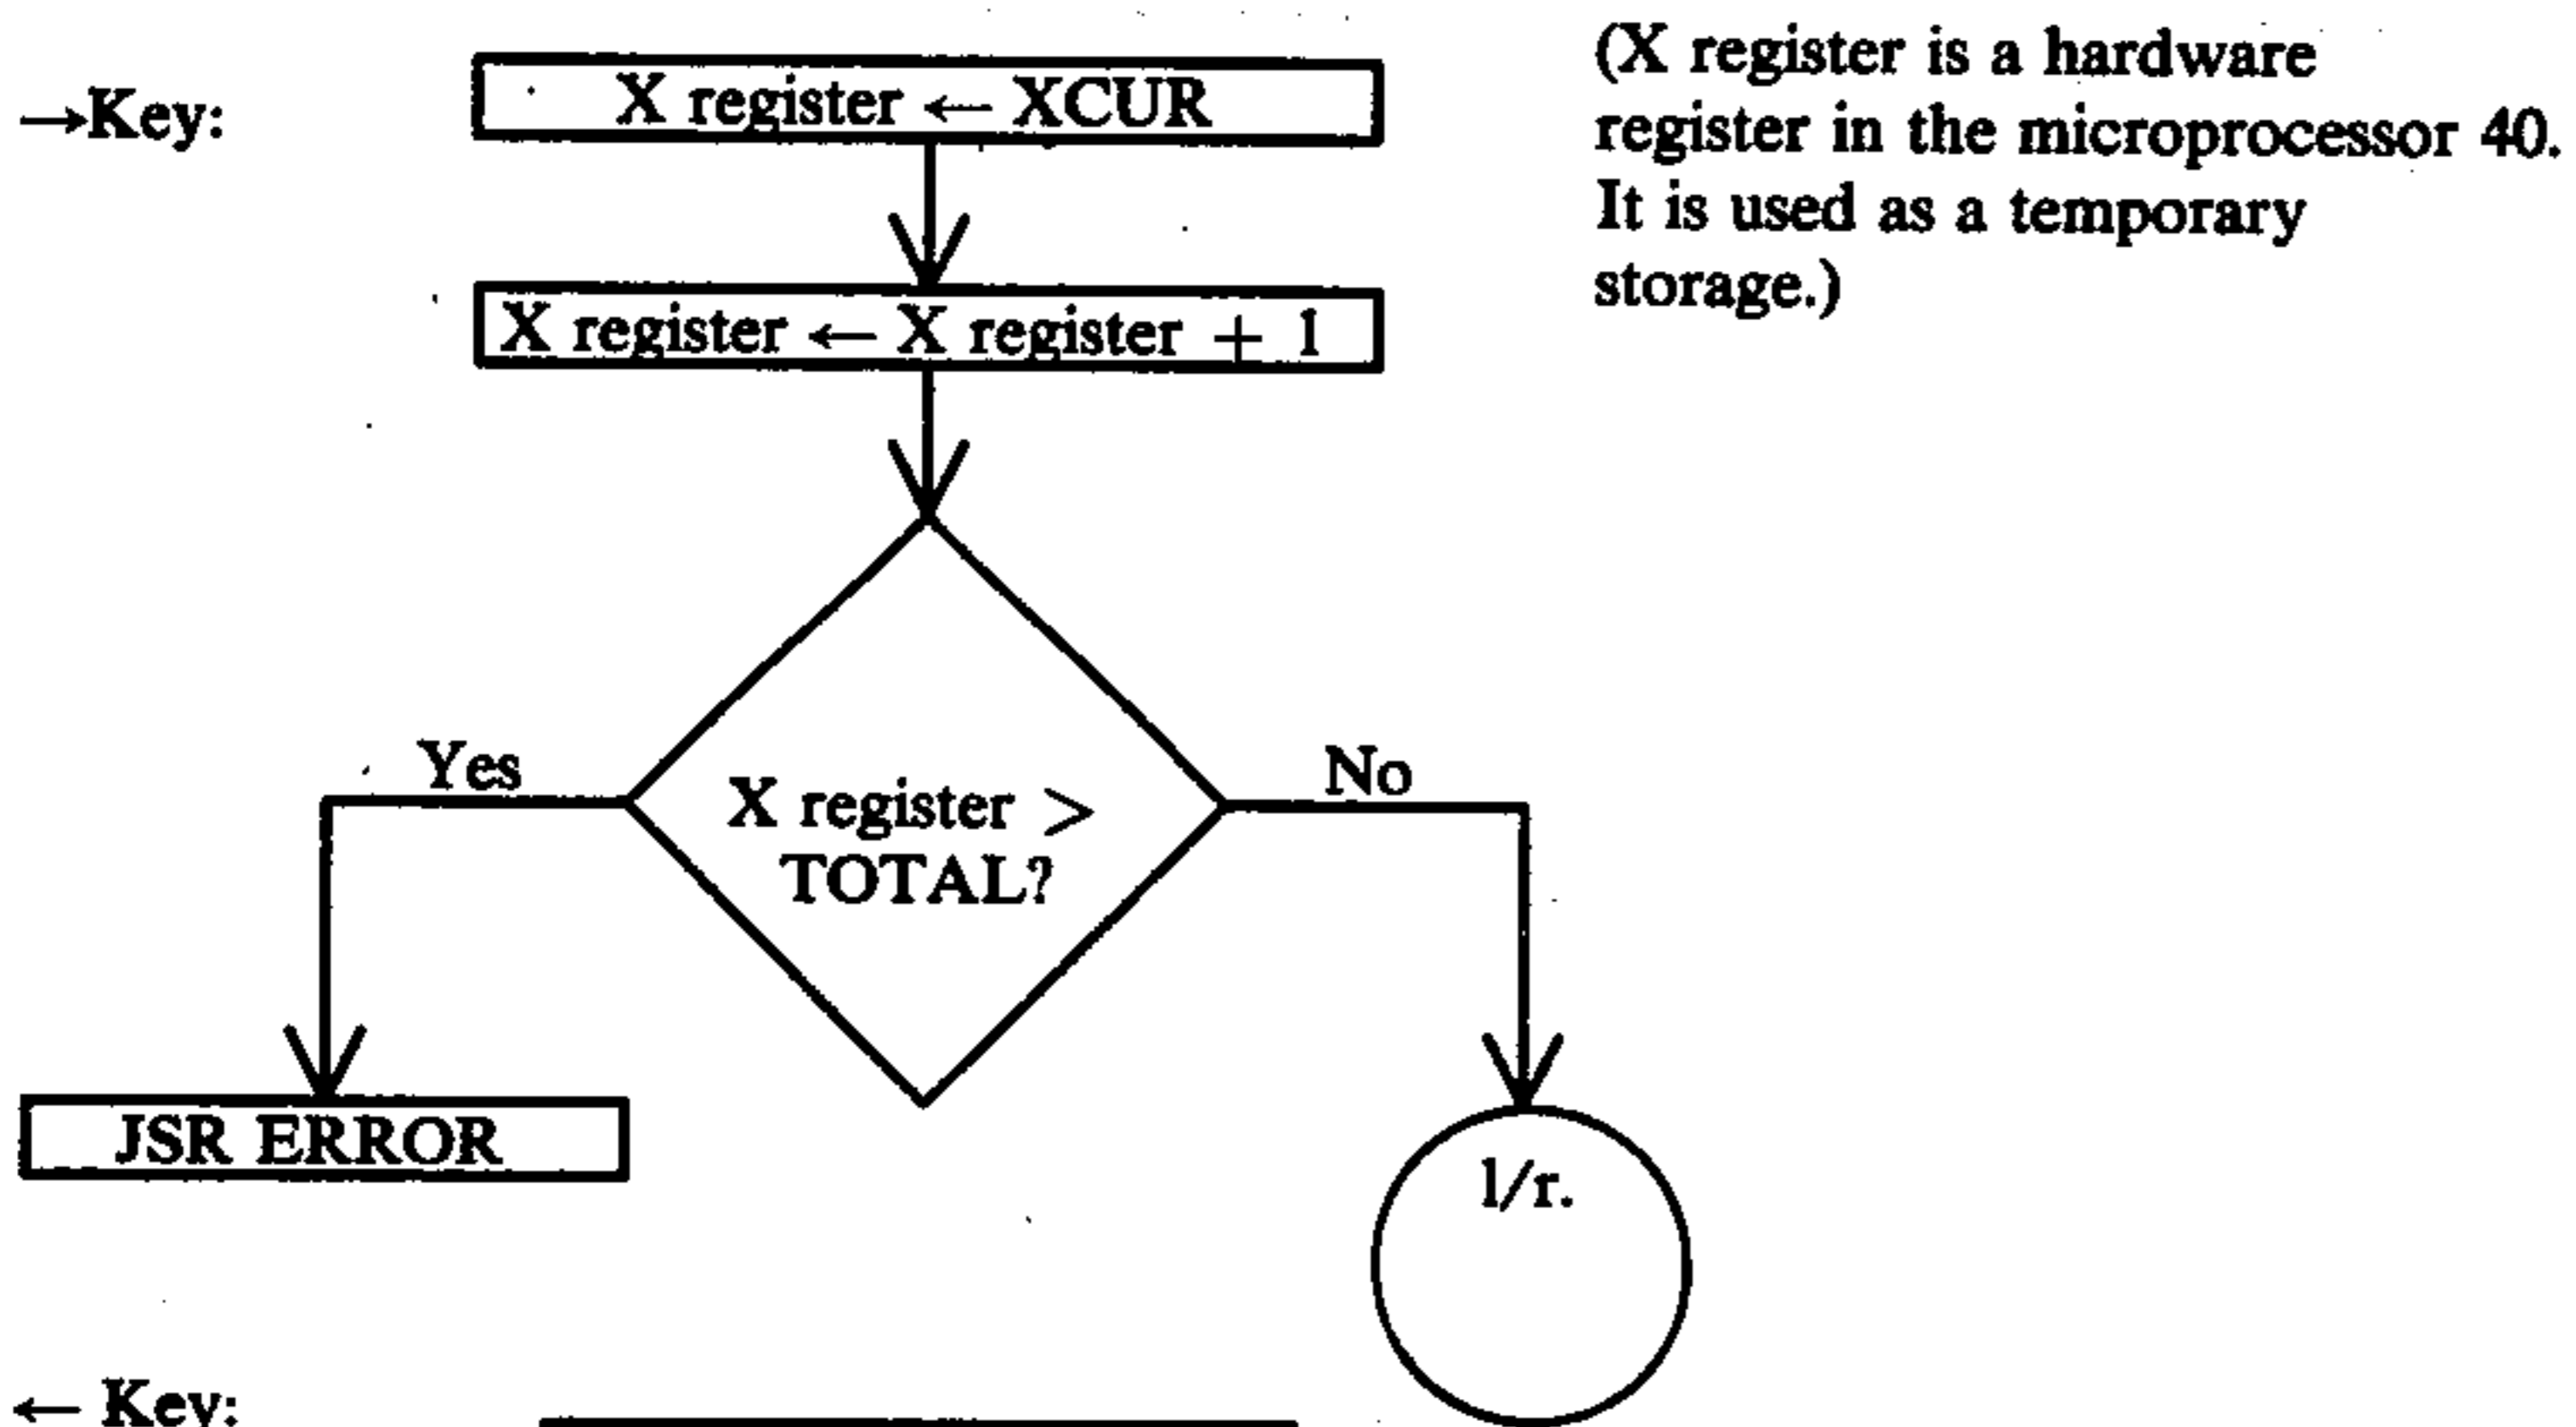 →Key:
X register ← XCUR
(X register is a hardware
register in the microprocessor 40.
It is used as a temporary
storage.)
X register ← X register + 1
X register >
TOTAL?
Yes
No
JSR ERROR
l/r.
← Key: